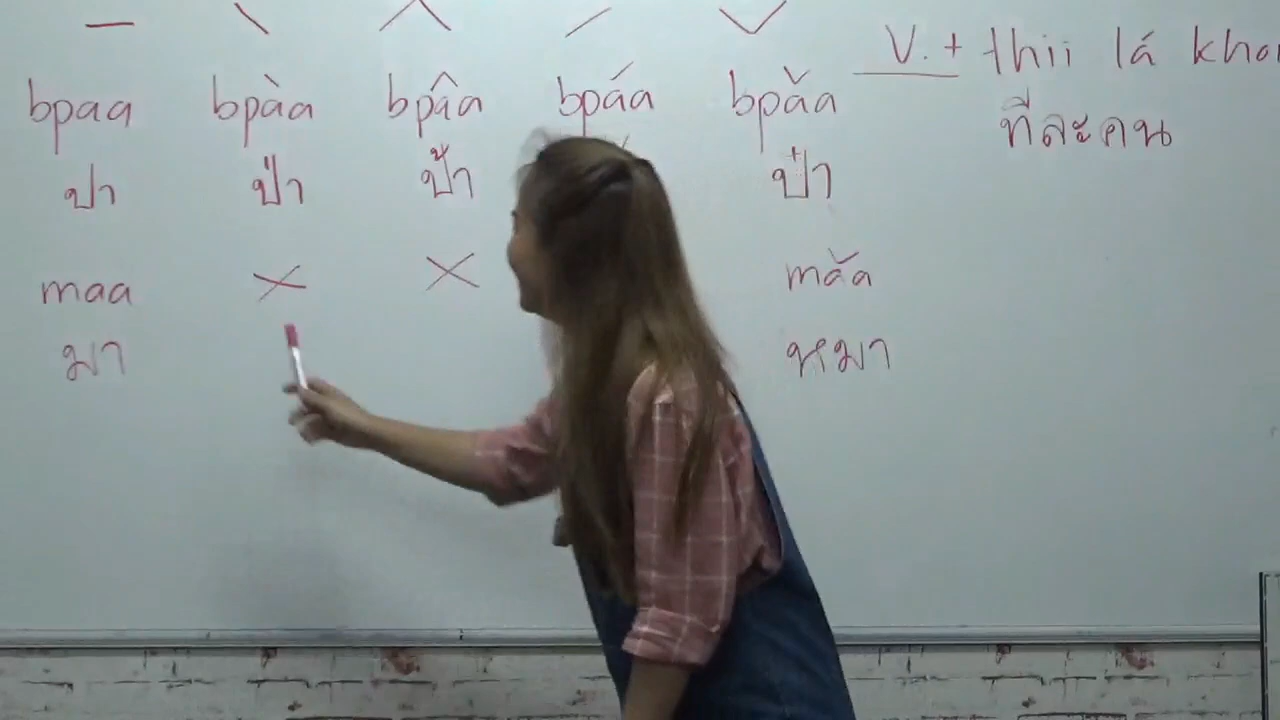 bpaa bpàa bpâa bpáa bpǎa
ปา ป่า ป้า ป๋า
maa × × mǎa
มา หมา
V. + thii lá
ทีละคน